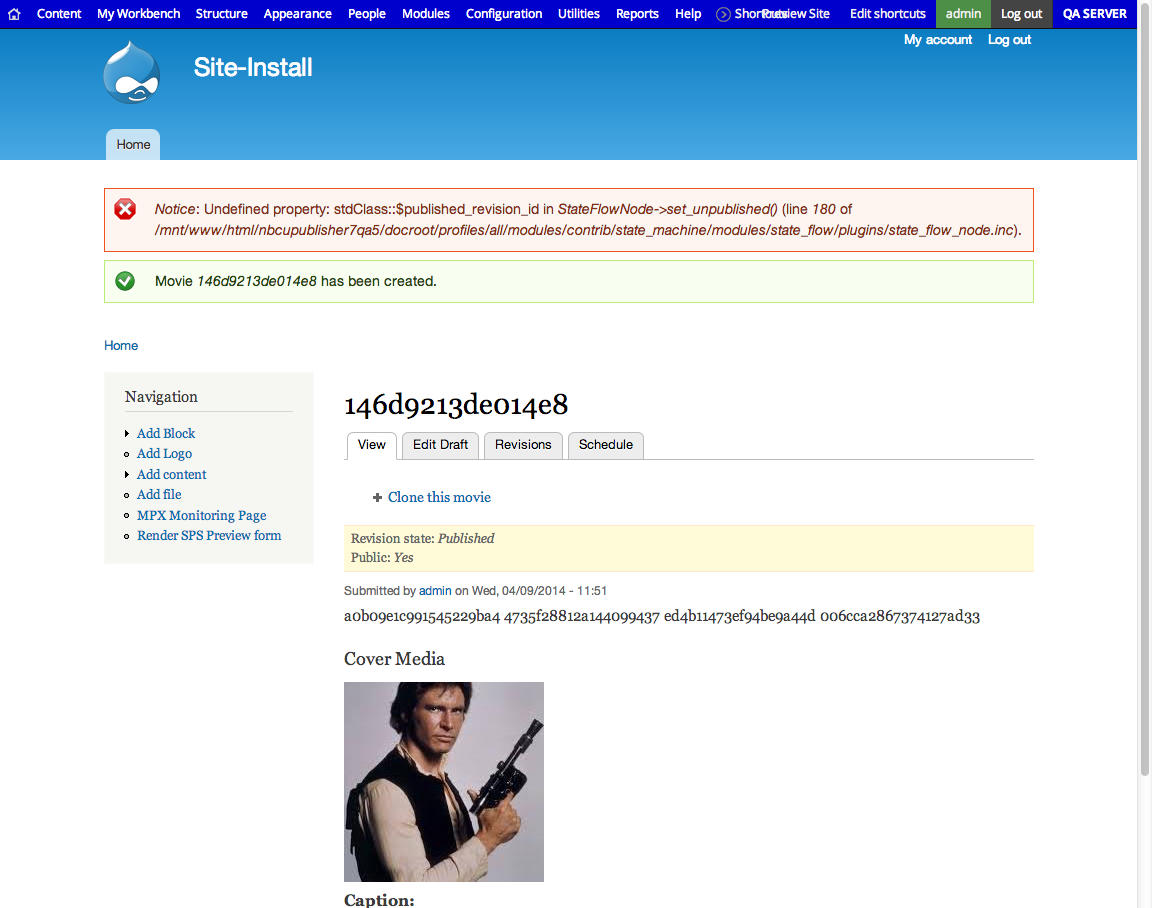 Content My Workbench Structure Appearance People Modules Configuration Utilities Reports Help Shortcuts Preview Site Edit shortcuts admin Log out QA SERVER
My account Log out
Site-Install
Home
Notice: Undefined property: stdClass::$published_revision_id in StateFlowNode->set_unpublished() (line 180 of
/mnt/www/html/nbcupublisher7qa5/docroot/profiles/all/modules/contrib/state_machine/modules/state_flow/plugins/state_flow_node.inc).
Movie 146d9213de014e8 has been created.
Home
Navigation
Add Block
Add Logo
Add content
Add file
MPX Monitoring Page
Render SPS Preview form
146d9213de014e8
View Edit Draft Revisions Schedule
Clone this movie
Revision state: Published
Public: Yes
Submitted by admin on Wed, 04/09/2014 - 11:51
a0b09e1c991545229ba4 4735f28812a144099437 ed4b11473ef94be9a44d 006cca2867374127ad33
Cover Media
Caption: